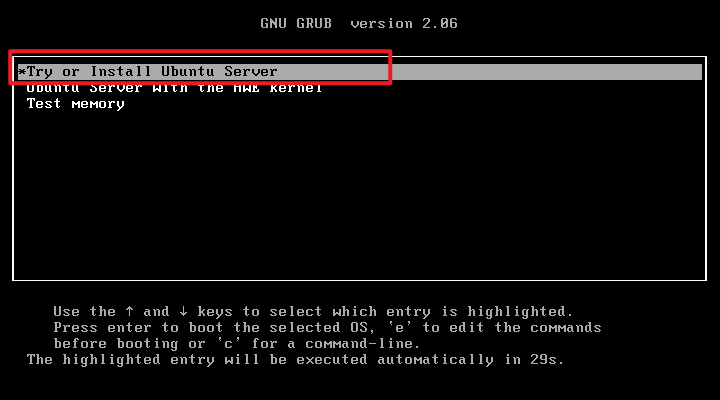 GNU GRUB version 2.06
*Try or Install Ubuntu Server
Ubuntu Server with the HWE kernel
Test memory
Use the ↑ and ↓ keys to select which entry is highlighted.
Press enter to boot the selected OS, `e' to edit the commands
before booting or `c' for a command-line.
The highlighted entry will be executed automatically in 29s.